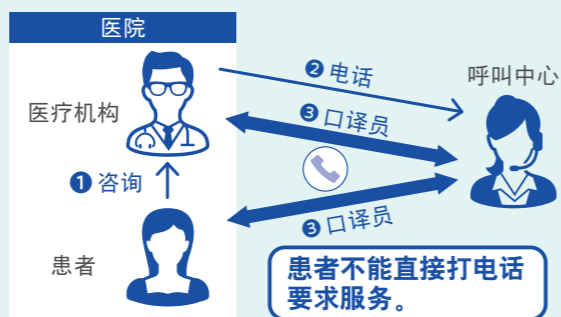 医院
医疗机构
❷电话
呼叫中心
❸口译员
❶咨询
❸口译员
患者
患者不能直接打电话
要求服务。